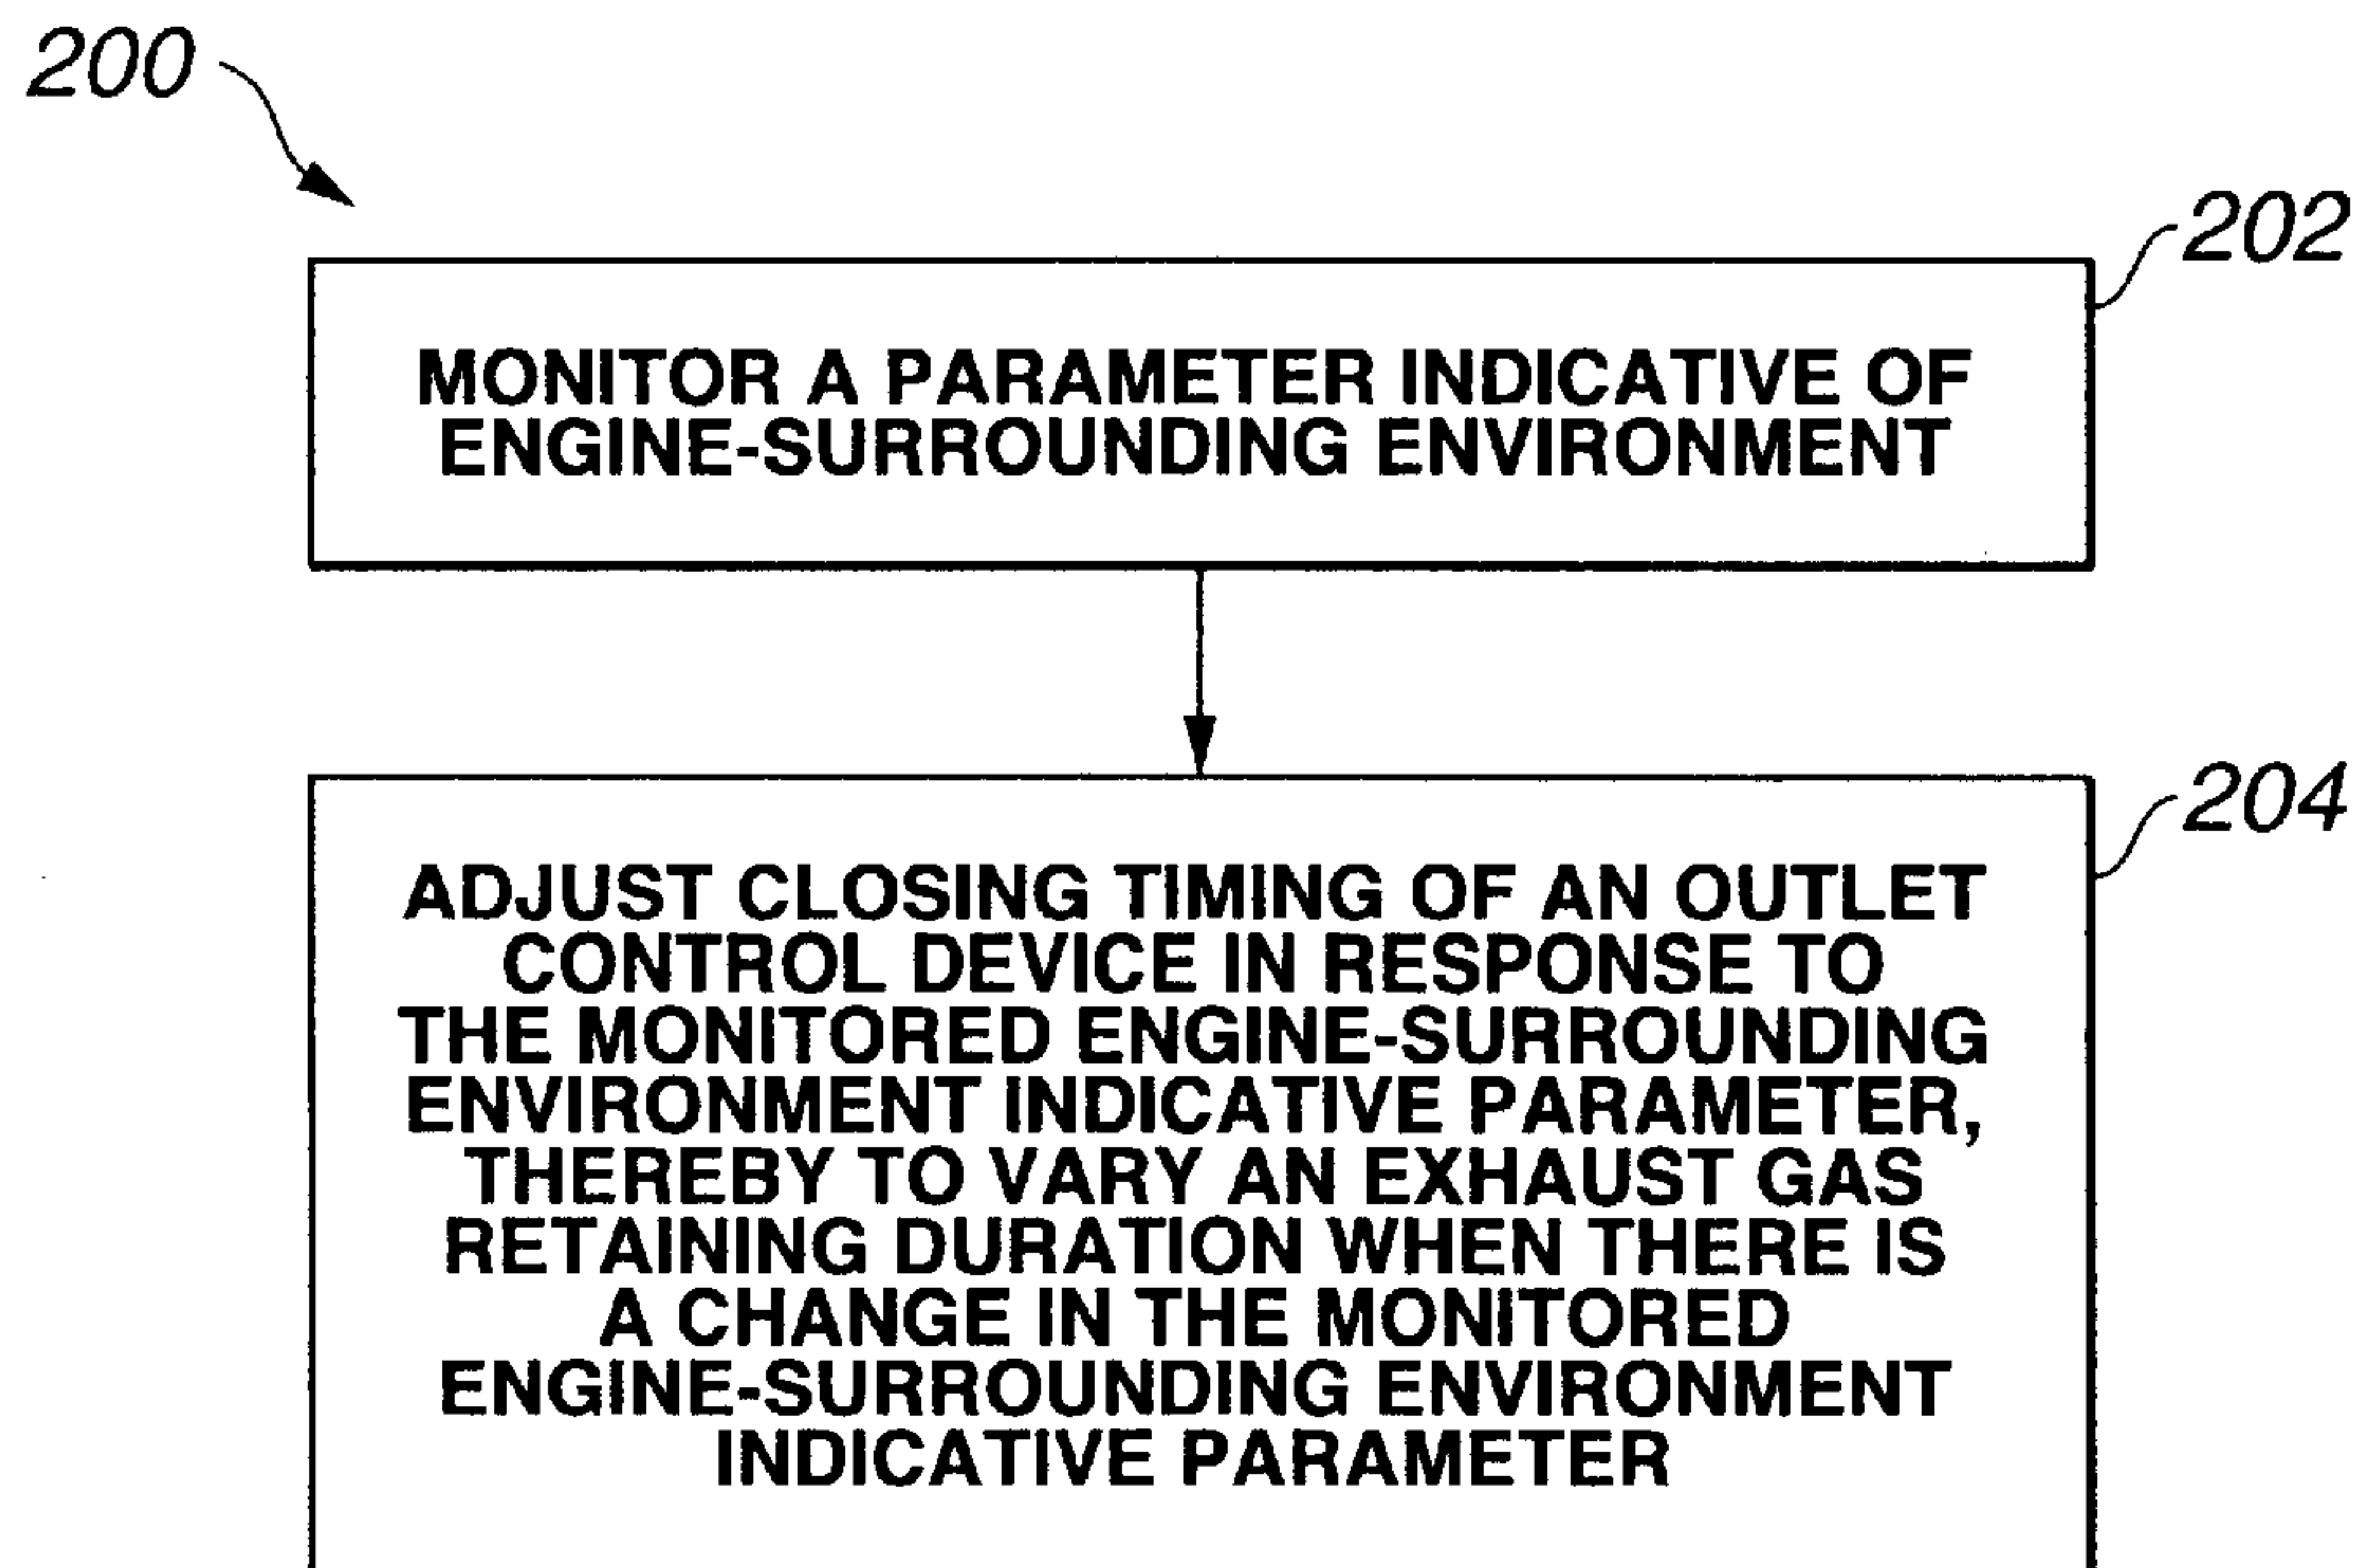 200
202
MONITOR A PARAMETER INDICATIVE OF
ENGINE-SURROUNDING ENVIRONMENT
204
ADJUST CLOSING TIMING OF AN OUTLET
CONTROL DEVICE IN RESPONSE TO
THE MONITORED ENGINE-SURROUNDING
ENVIRONMENT INDICATIVE PARAMETER,
THEREBY TO VARY AN EXHAUST GAS
RETAINING DURATION WHEN THERE IS
A CHANGE IN THE MONITORED
ENGINE-SURROUNDING ENVIRONMENT
INDICATIVE PARAMETER